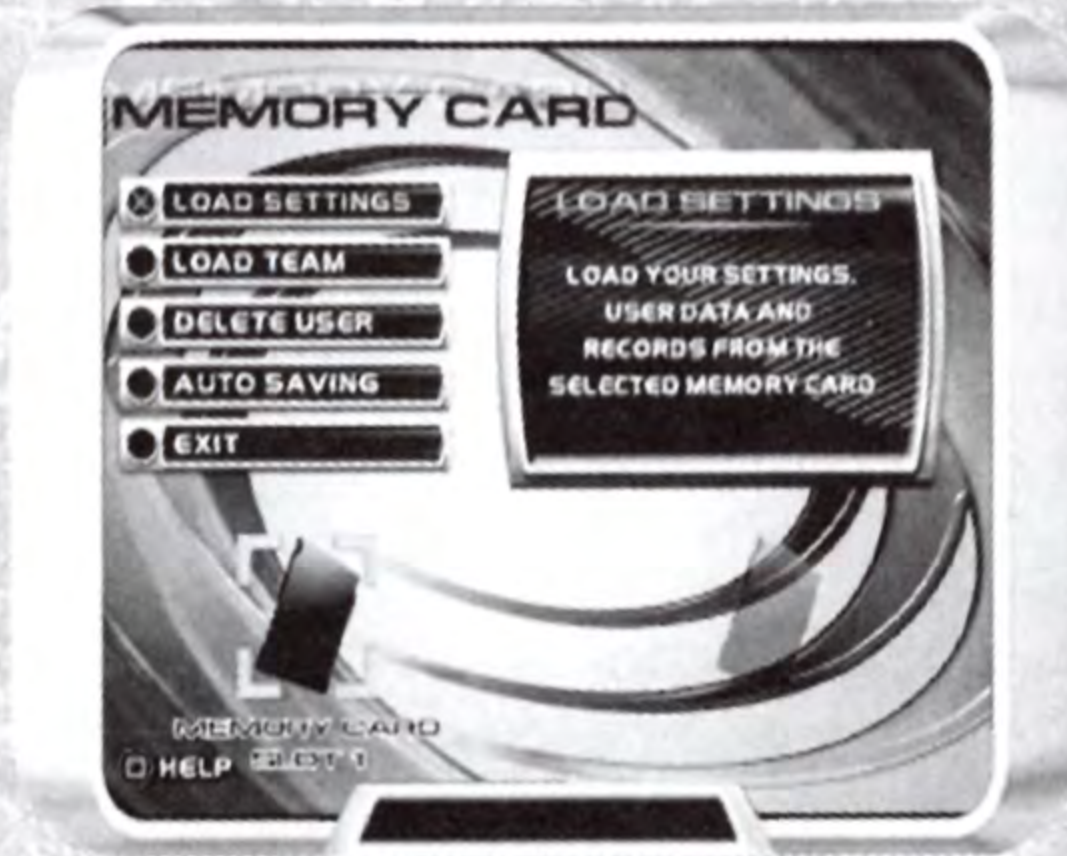 MEMORY CARD
LOAD SETTINGS
LOAD TEAM
DELETE USER
AUTO SAVING
EXIT
LOAD SETTINGS
LOAD YOUR SETTINGS,
USER DATA AND
RECORDS FROM THE
SELECTED MEMORY CARD
MEMORY CARD
SLOT 1
HELP